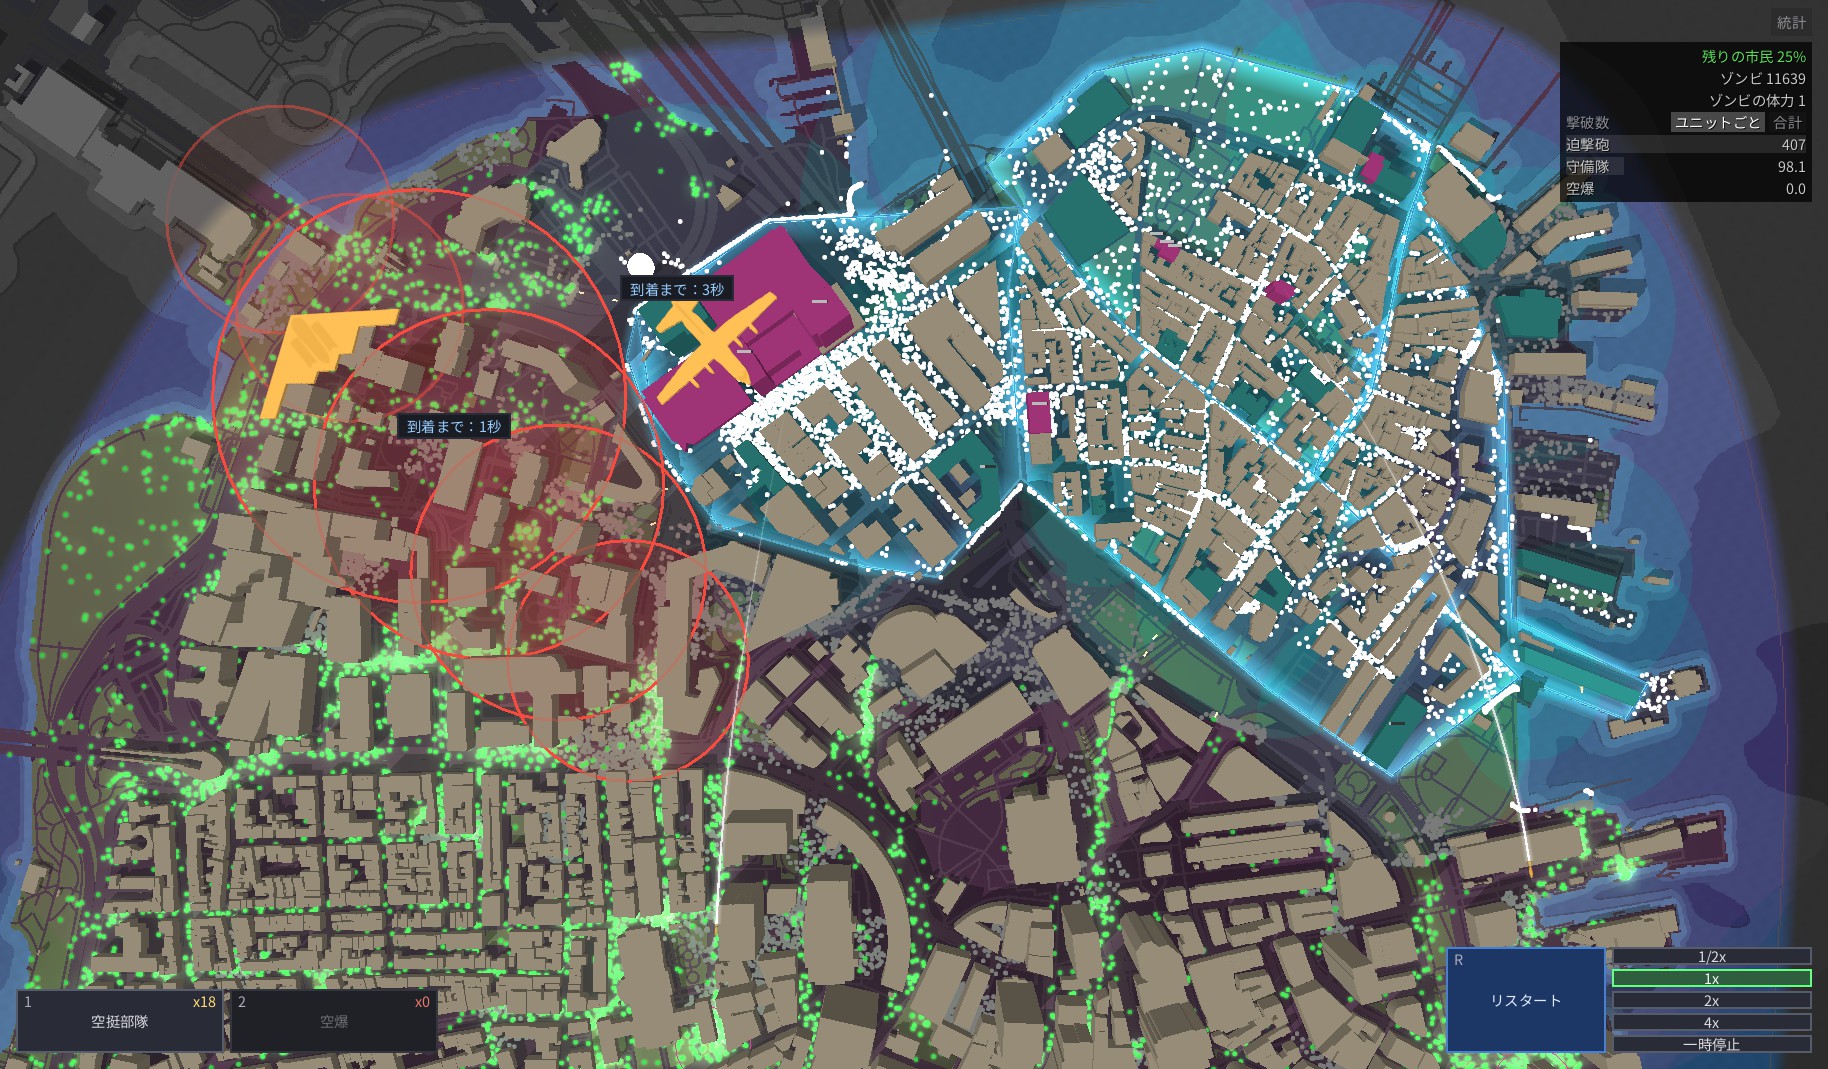 統計
残りの市民 25%
ゾンビ 11639
ゾンビの体力 1
撃破数 ユニットごと 合計
迫撃砲 407
守備隊 98.1
空爆 0.0
到着まで：3秒
到着まで：1秒
1 x18
空挺部隊
2 x0
空爆
R
リスタート
1/2x
1x
2x
4x
一時停止